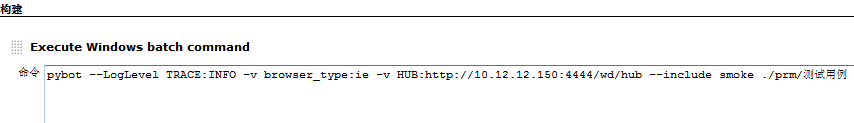 构建
Execute Windows batch command
命令 pybot --LogLevel TRACE:INFO -v browser_type:ie -v HUB:http://10.12.12.150:4444/wd/hub --include smoke ./prm/测试用例